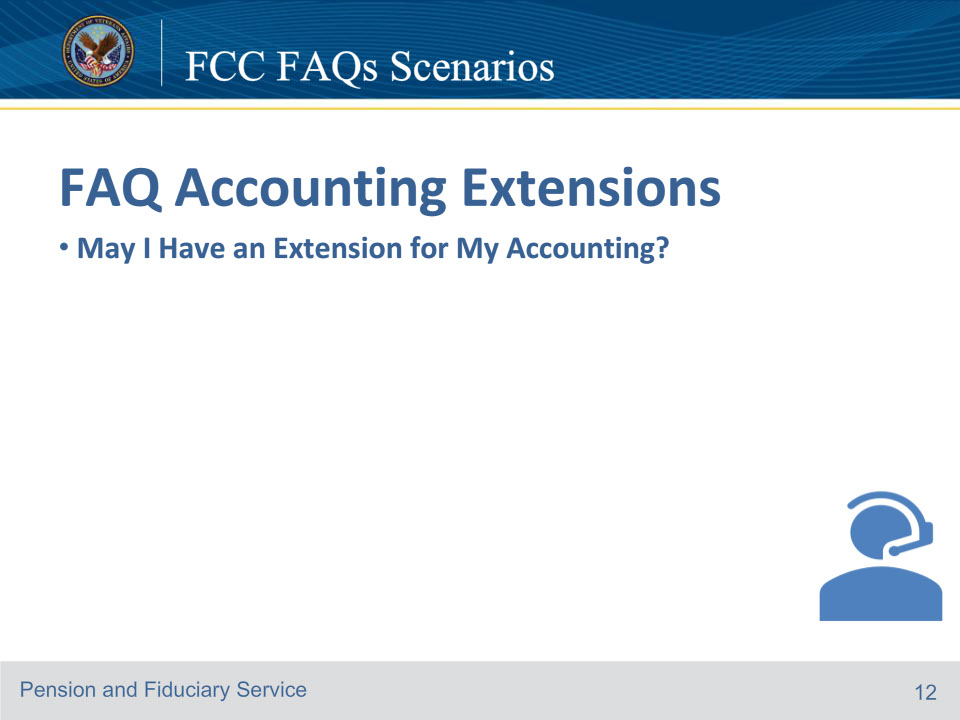 FCC FAQs Scenarios
FAQ Accounting Extensions
• May I Have an Extension for My Accounting?
Pension and Fiduciary Service
12